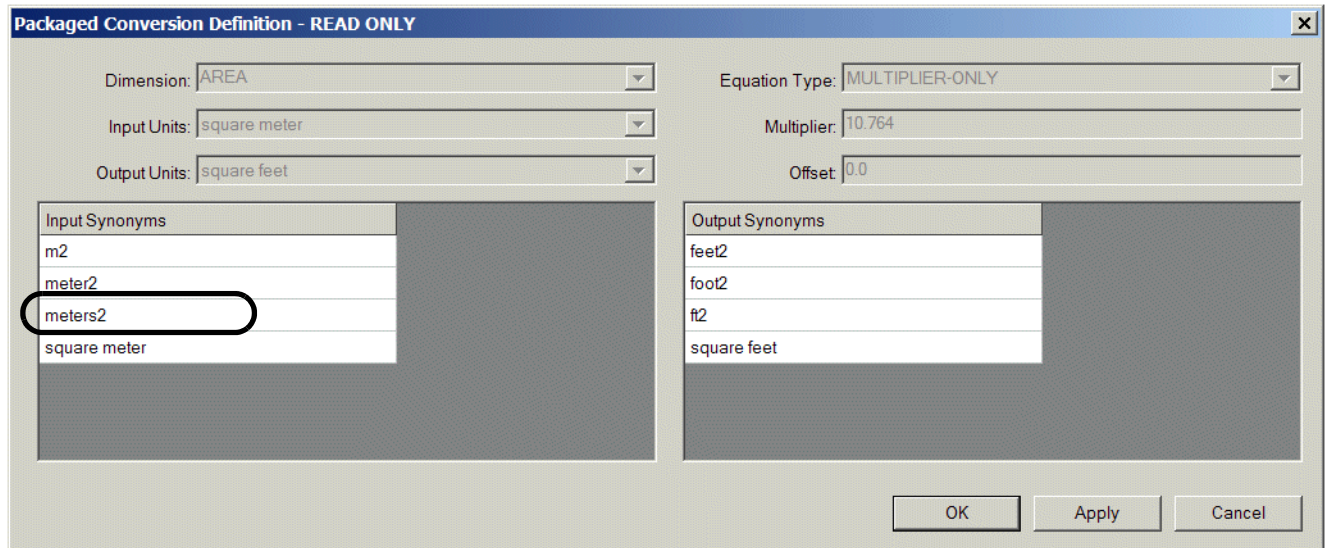 Packaged Conversion Definition - READ ONLY
Dimension: AREA
Equation Type: MULTIPLIER-ONLY
Input Units: square meter
Multiplier: 10.764
Output Units: square feet
Offset: 0.0
Input Synonyms
m2
meter2
meters2
square meter
Output Synonyms
feet2
foot2
ft2
square feet
OK Apply Cancel